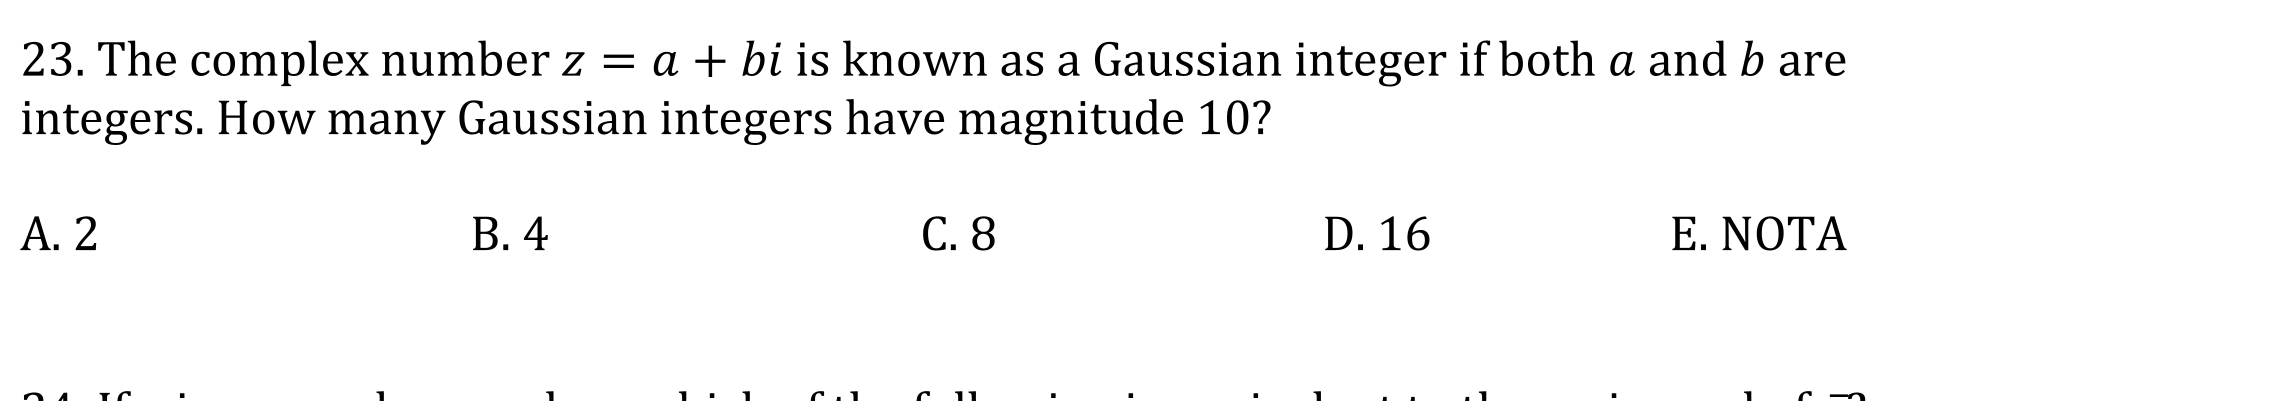 23. The complex number z = a + bi is known as a Gaussian integer if both a and b are
integers. How many Gaussian integers have magnitude 10?
A. 2 B. 4 C. 8 D. 16 E. NOTA